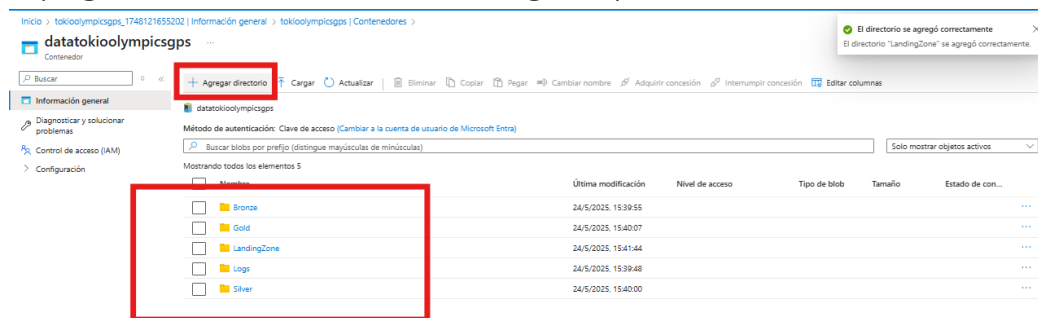 Inicio > tokioolympicsgps_1748121655202 | Información general > tokioolympicsgps | Contenedores >
datatokioolympicsgps ...
Contenedor
El directorio se agregó correctamente
El directorio "LandingZone" se agregó correctamente.
Buscar
Agregar directorio Cargar Actualizar Eliminar Copiar Pegar Cambiar nombre Adquirir concesión Interrumpir concesión Editar columnas
Información general
Diagnosticar y solucionar problemas
Control de acceso (IAM)
Configuración
datatokioolympicsgps
Método de autenticación: Clave de acceso (Cambiar a la cuenta de usuario de Microsoft Entra)
Buscar blobs por prefijo (distingue mayúsculas de minúsculas)
Solo mostrar objetos activos
Mostrando todos los elementos 5
Nombre Última modificación Nivel de acceso Tipo de blob Tamaño Estado de con...
Bronze 24/5/2025, 15:39:55 ...
Gold 24/5/2025, 15:40:07 ...
LandingZone 24/5/2025, 15:41:44 ...
Logs 24/5/2025, 15:39:48 ...
Silver 24/5/2025, 15:40:00 ...